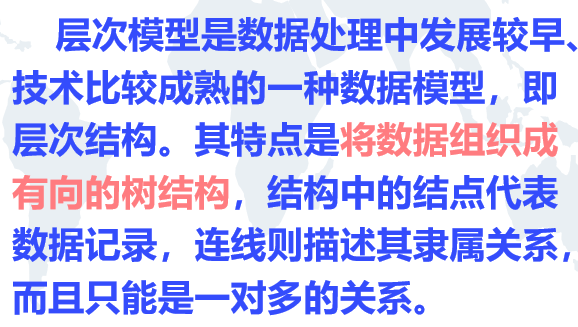 层次模型是数据处理中发展较早、
技术比较成熟的一种数据模型，即
层次结构。其特点是将数据组织成
有向的树结构，结构中的结点代表
数据记录，连线则描述其隶属关系，
而且只能是一对多的关系。